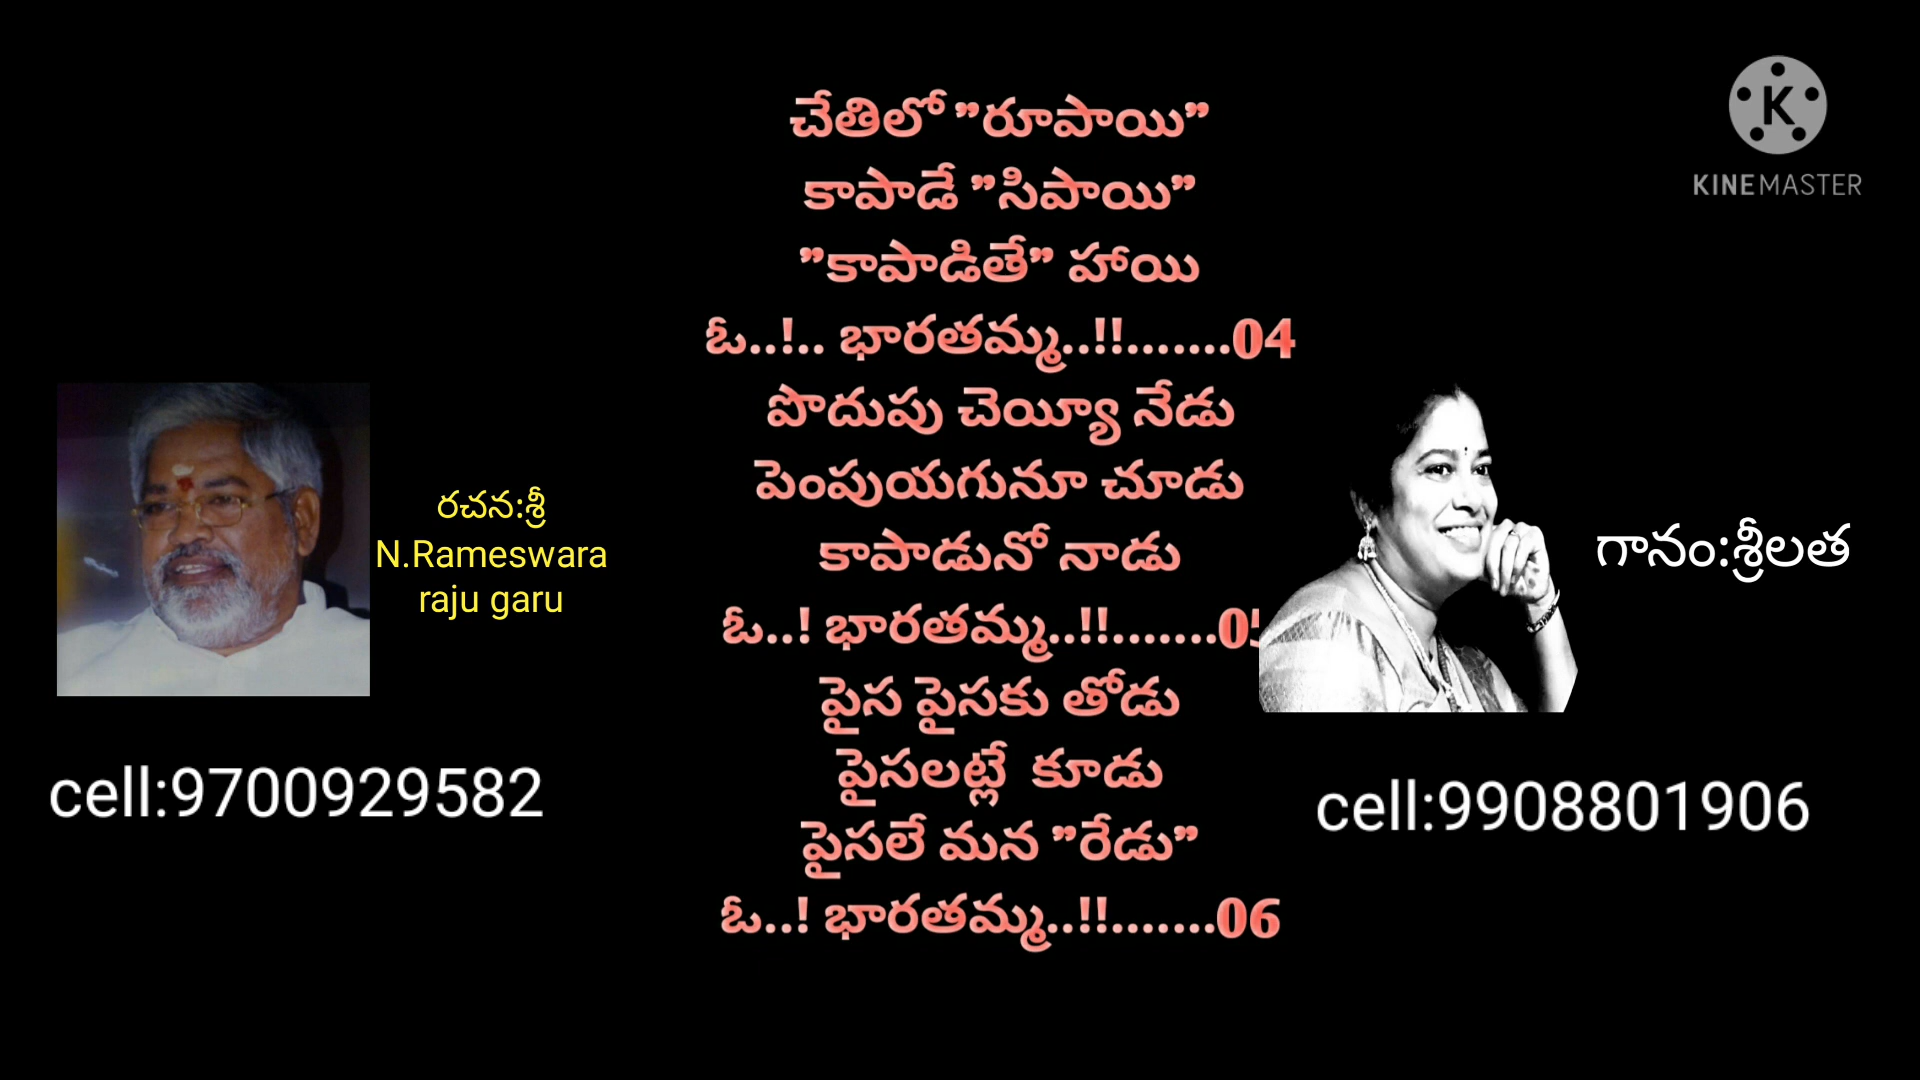 చేతిలో ”రూపాయి”
కాపాడే ”సిపాయి”
”కాపాడితే” హాయి
ఓ..!.. భారతమ్మ..!!.......04
పొదుపు చెయ్యీ నేడు
పెంపుయగునూ చూడు
కాపాడునో నాడు
ఓ..! భారతమ్మ..!!.......05
పైస పైసకు తోడు
పైసలట్లే కూడు
పైసలే మన ”రేడు”
ఓ..! భారతమ్మ..!!.......06
రచన:శ్రీ
N.Rameswara
raju garu
cell:9700929582
గానం:శ్రీలత
cell:9908801906
K
KINEMASTER